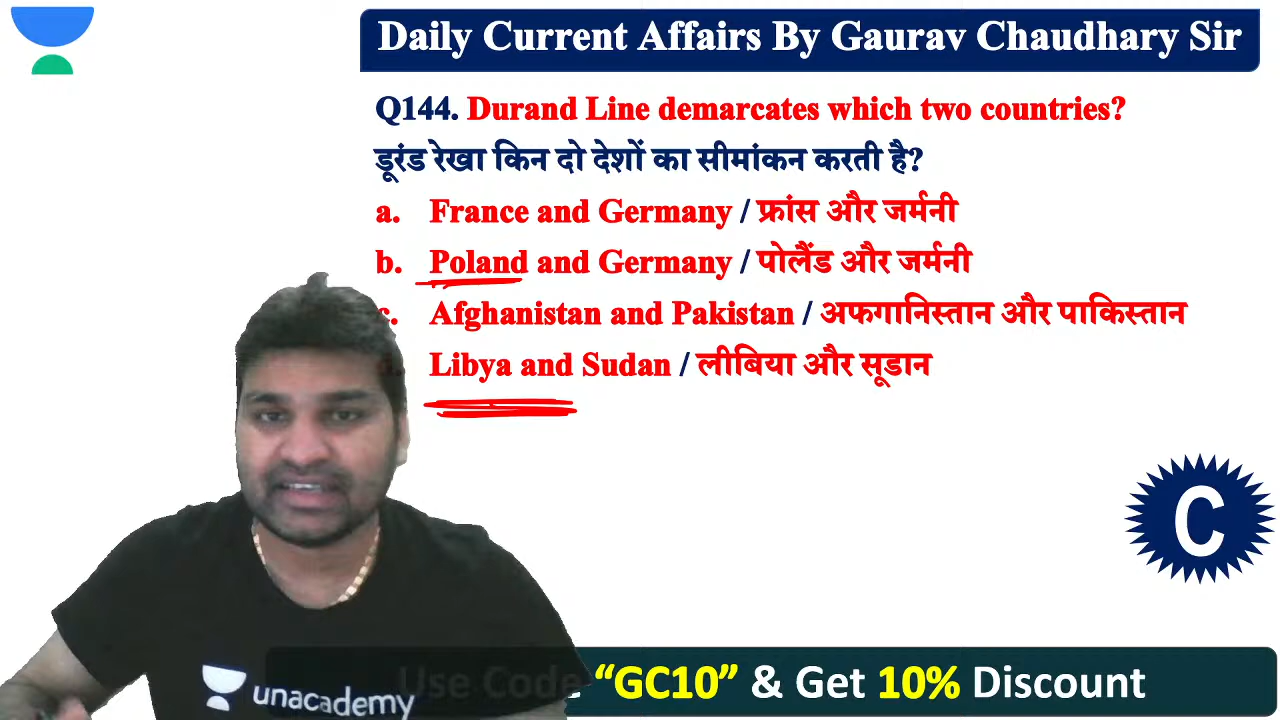 Daily Current Affairs By Gaurav Chaudhary Sir
Q144. Durand Line demarcates which two countries?
डूरंड रेखा किन दो देशों का सीमांकन करती है?
a. France and Germany / फ्रांस और जर्मनी
b. Poland and Germany / पोलैंड और जर्मनी
c. Afghanistan and Pakistan / अफगानिस्तान और पाकिस्तान
Libya and Sudan / लीबिया और सूडान
C
Use Code “GC10” & Get 10% Discount
unacademy